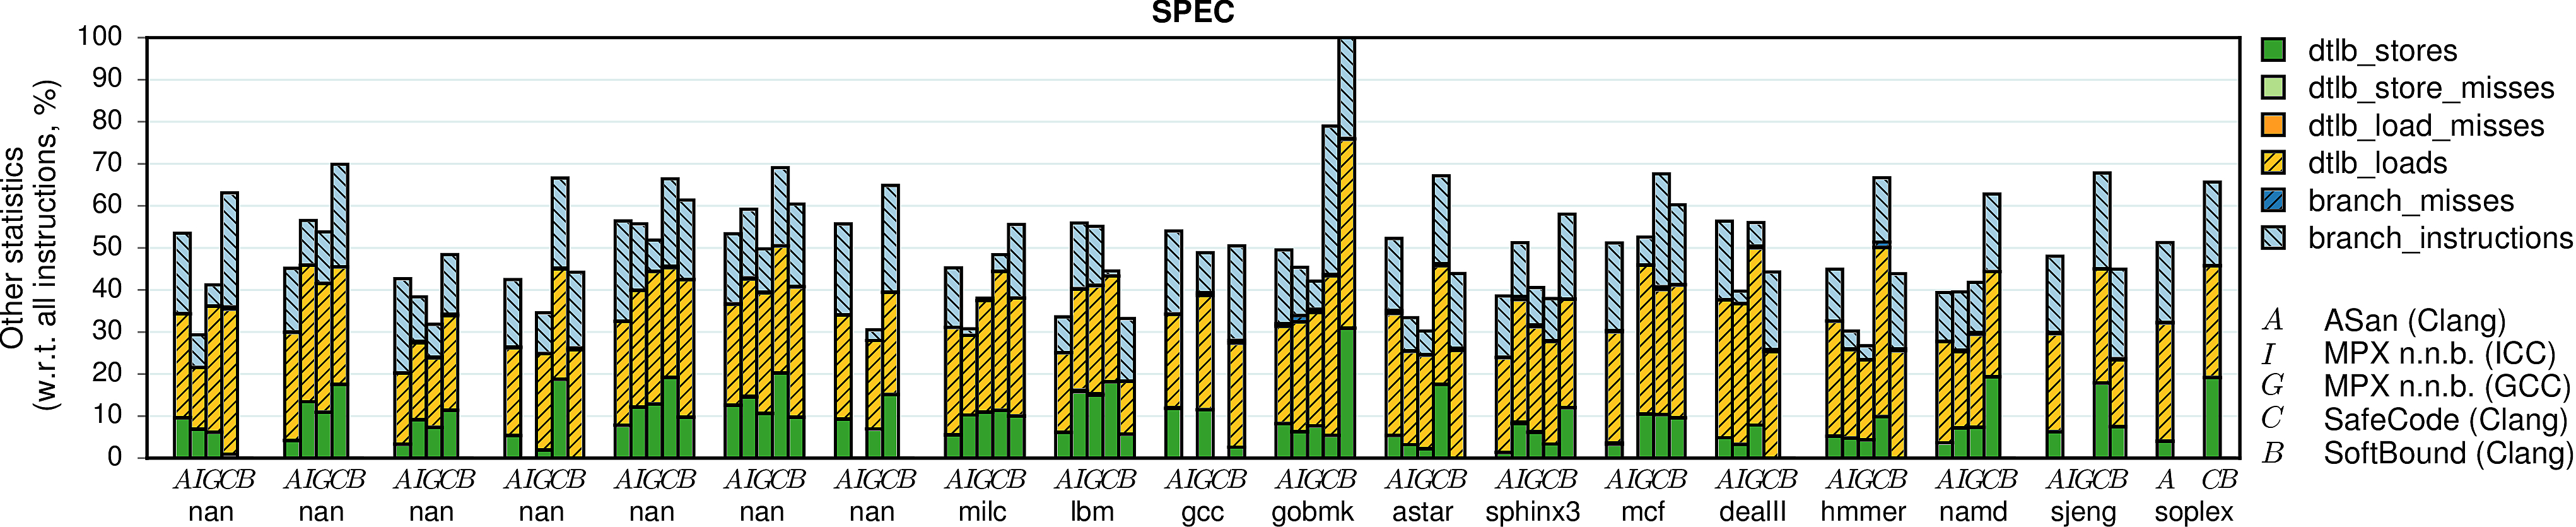 SPEC
Other statistics
(w.r.t. all instructions, %)
100
90
80
70
60
50
40
30
20
10
0
AIGCB AIGCB AIGCB AIGCB AIGCB AIGCB AIGCB AIGCB AIGCB AIGCB AIGCB AIGCB AIGCB AIGCB AIGCB AIGCB AIGCB AIGCB A CB
nan nan nan nan nan nan nan milc lbm gcc gobmk astar sphinx3 mcf dealII hmmer namd sjeng soplex
dtlb_stores
dtlb_store_misses
dtlb_load_misses
dtlb_loads
branch_misses
branch_instructions
A ASan (Clang)
I MPX n.n.b. (ICC)
G MPX n.n.b. (GCC)
C SafeCode (Clang)
B SoftBound (Clang)